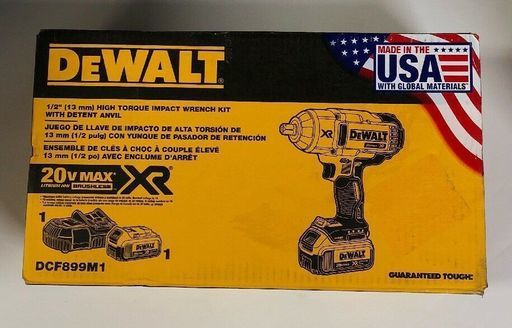 DEWALT
MADE IN THE
USA
WITH GLOBAL MATERIALS
1/2" (13 mm) HIGH TORQUE IMPACT WRENCH KIT
WITH DETENT ANVIL
JUEGO DE LLAVE DE IMPACTO DE ALTA TORSIÓN DE
13 mm (1/2 pulg) CON YUNQUE DE PASADOR DE RETENCIÓN
ENSEMBLE DE CLÉS À CHOC À COUPLE ÉLEVÉ
13 mm (1/2 po) AVEC ENCLUME D'ARRÊT
20V MAX*
LITHIUM ION BRUSHLESS
XR
XR DEWALT
1
DEWALT
1
DEWALT
DCF899M1
GUARANTEED TOUGH.